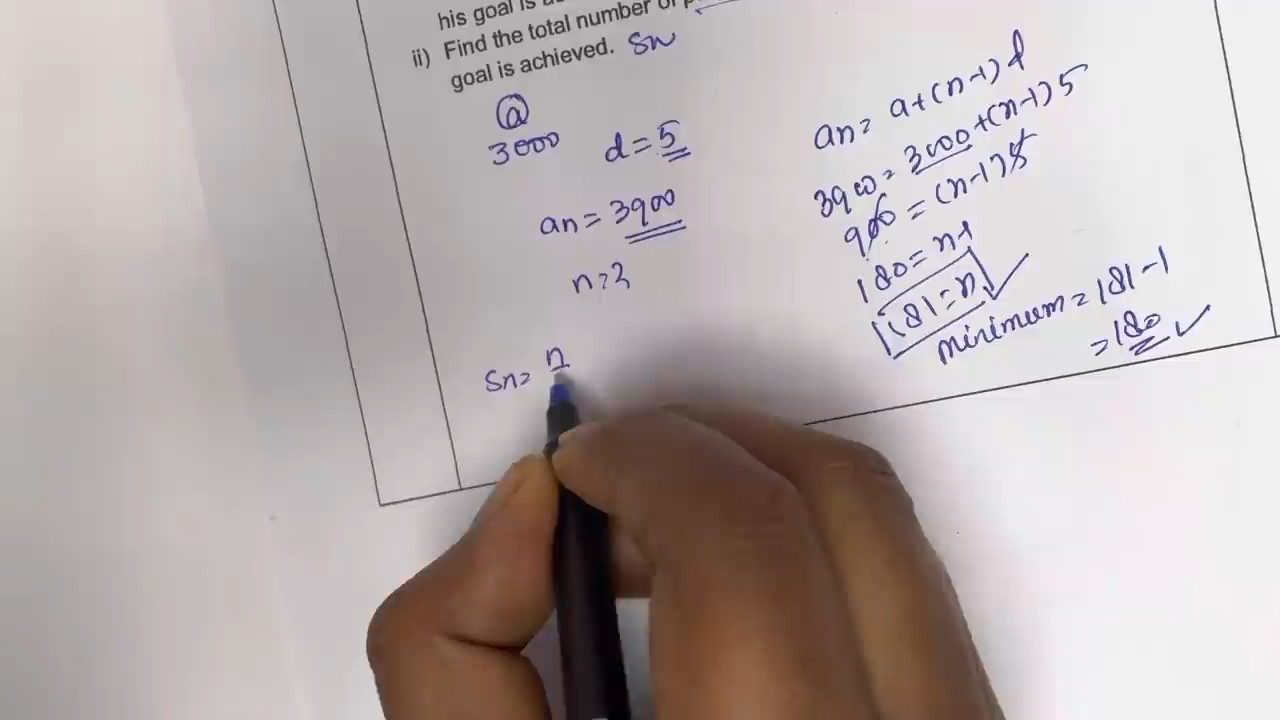 his goal is
ii) Find the total number of
goal is achieved. Sn
a
3000
d = 5
an = 3900
n = ?
Sn = n
an = a + (n-1) d
3900 = 3000 + (n-1) 5
900 = (n-1) 5
180 = n-1
181 = n
minimum = 181 - 1
= 180